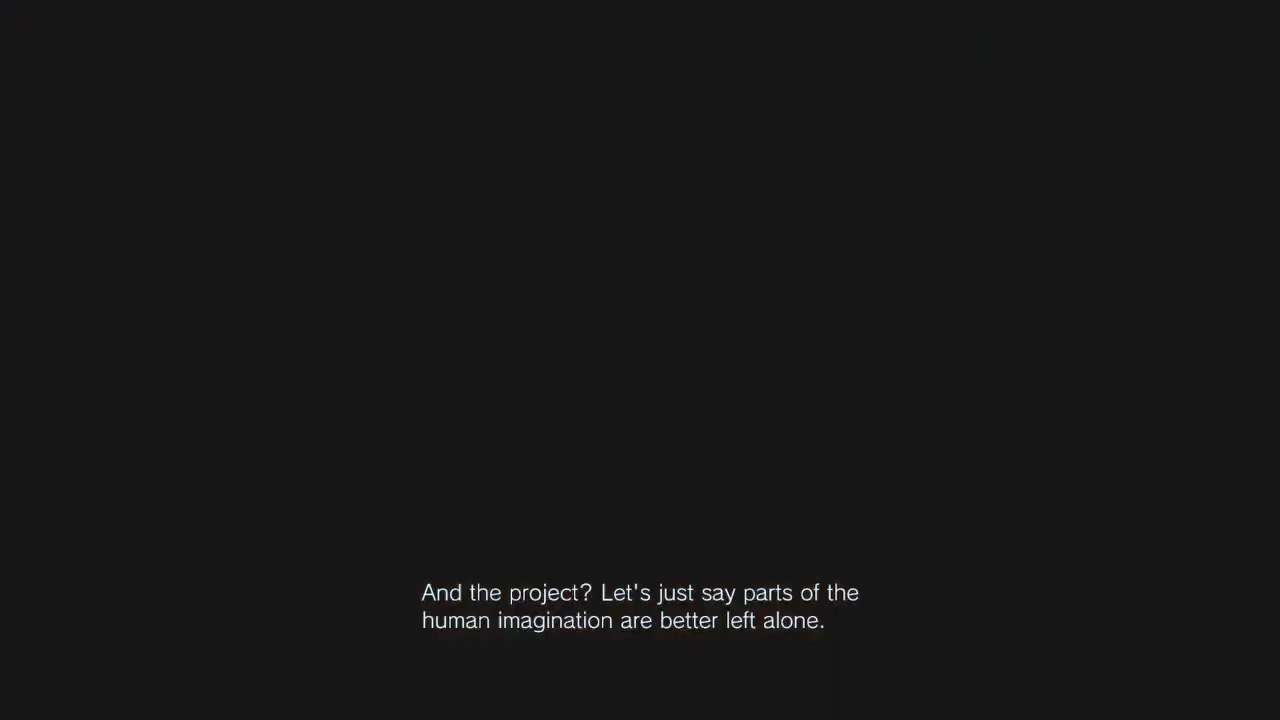 And the project? Let's just say parts of the
human imagination are better left alone.